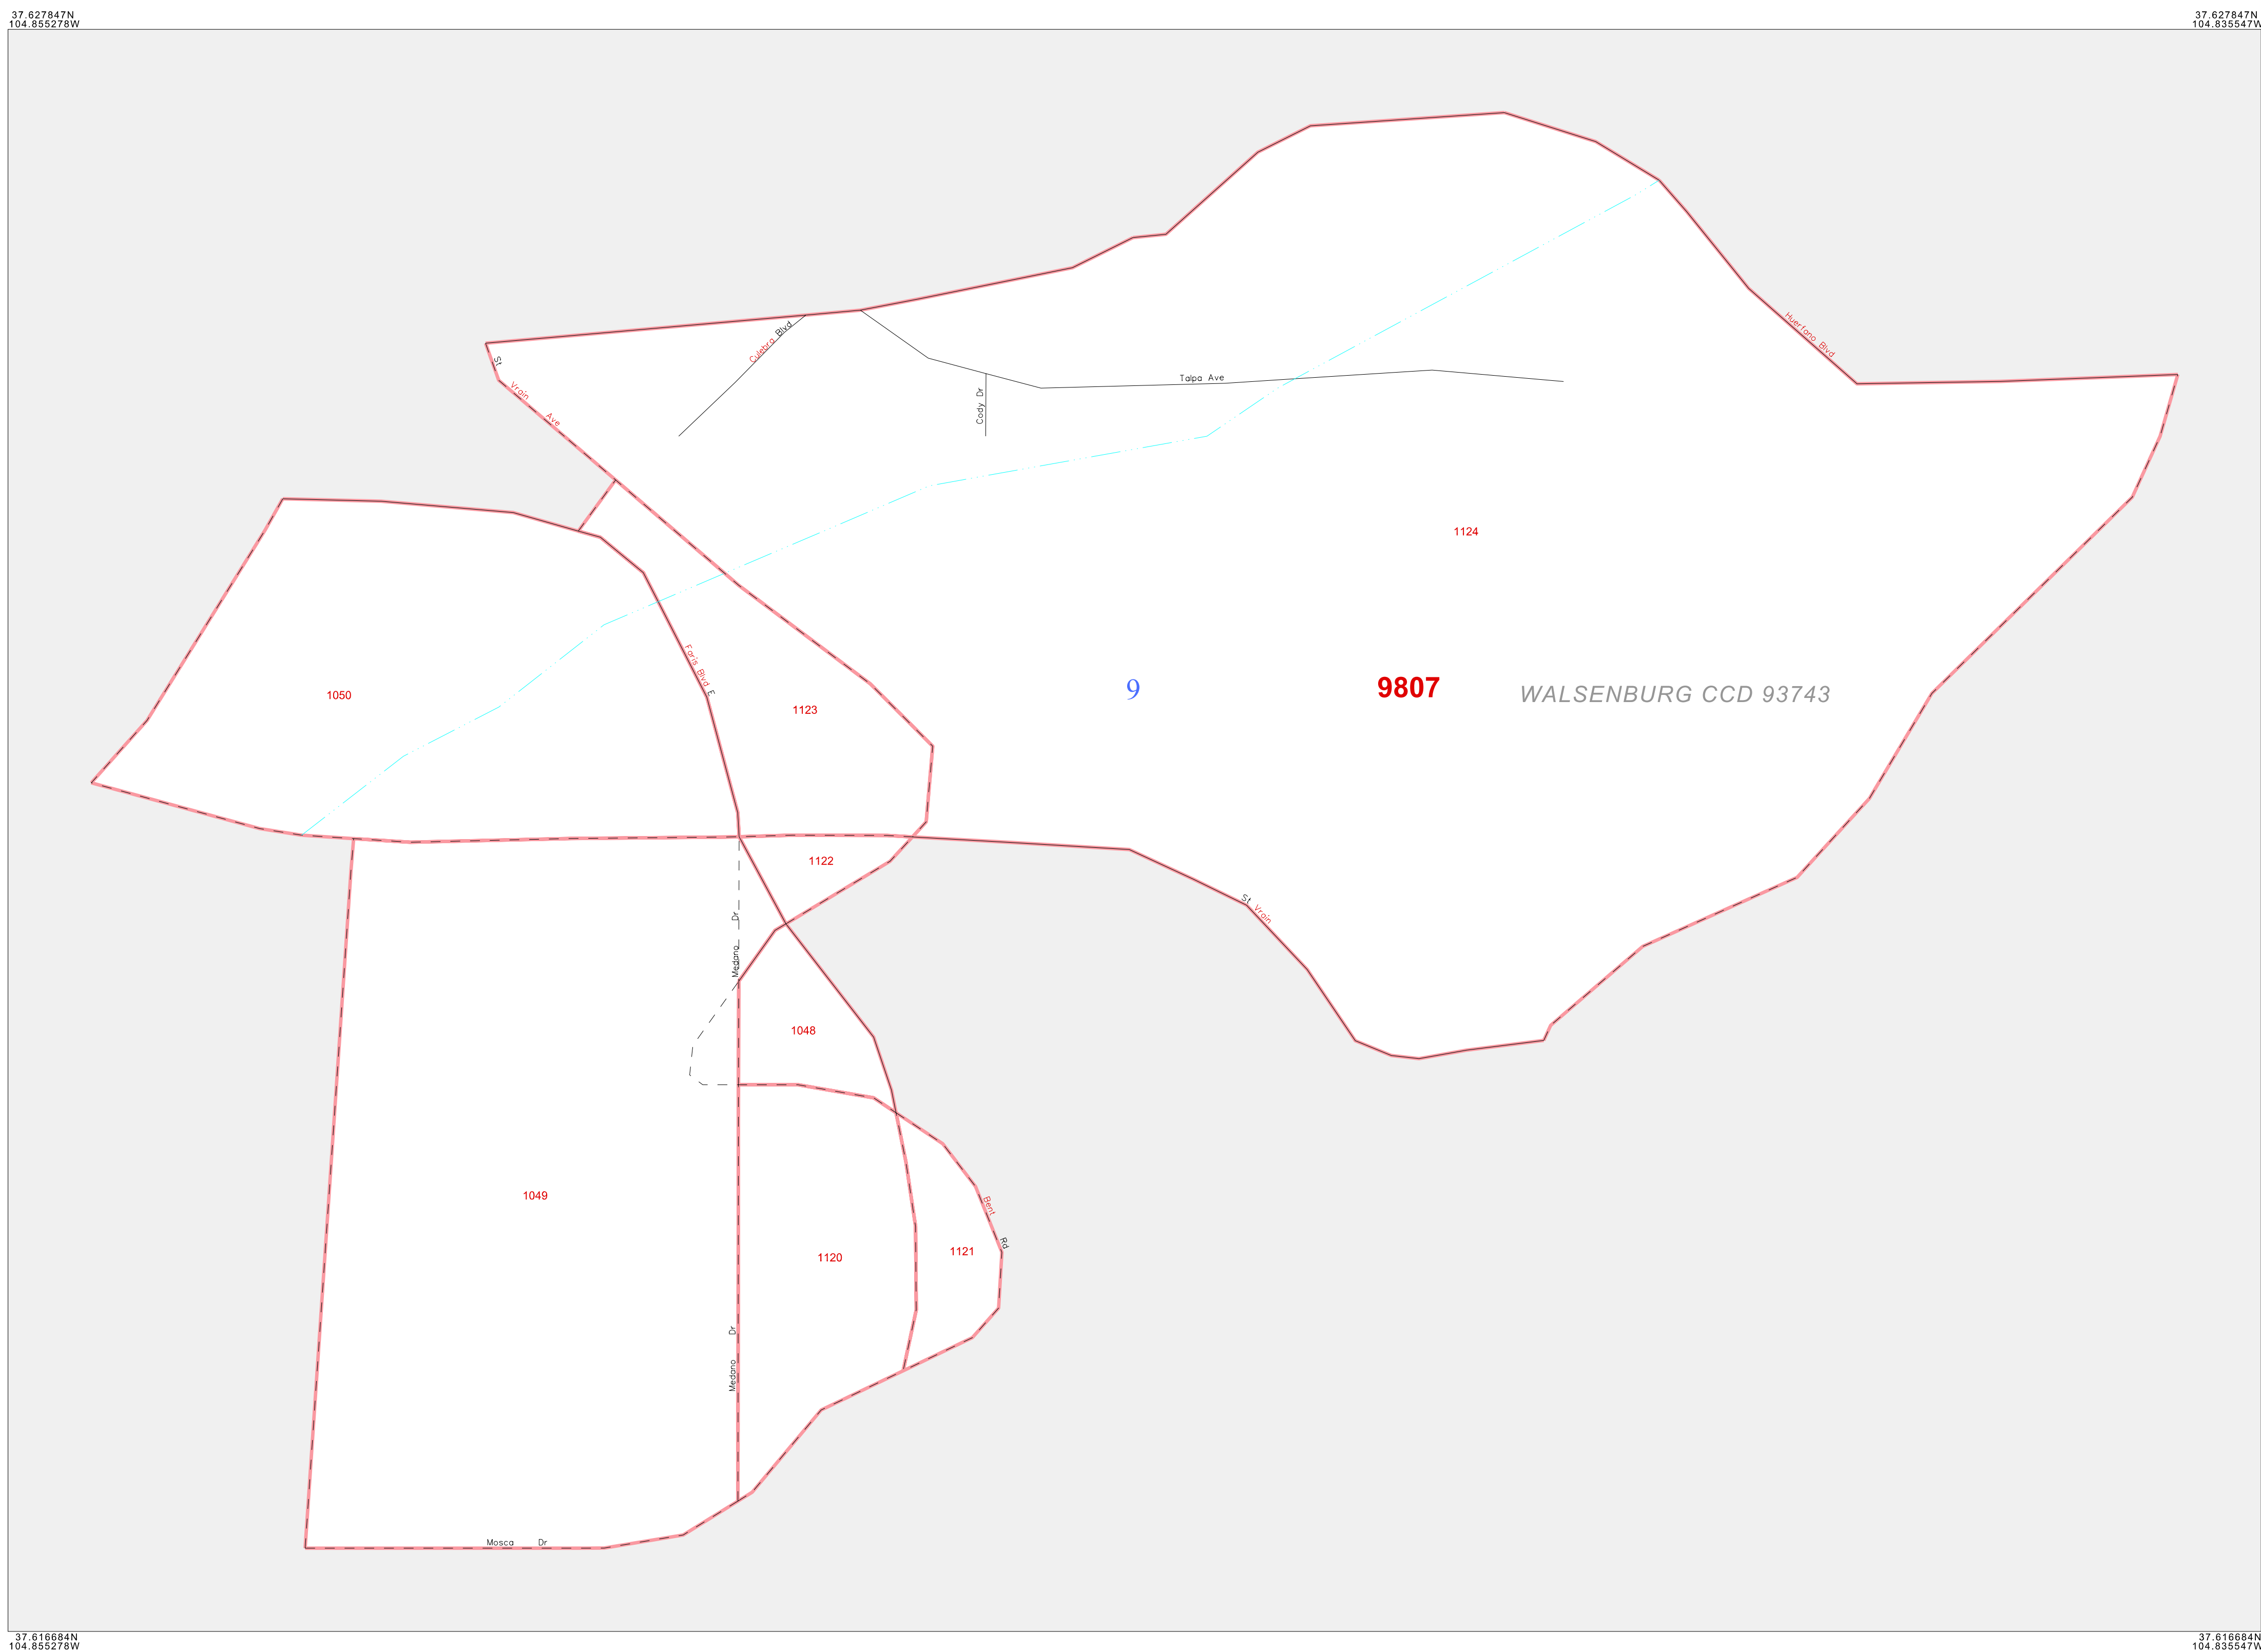 37.627847N
104.855278W
37.627847N
104.835547W
Huerfano Blvd
Culebra Blvd
St Vrain Ave
Talpa Ave
Cody Dr
1124
Faris Blvd E
1050
1123
9
9807
WALSENBURG CCD 93743
1122
St Vrain
Medano Dr
1048
1049
Bent Rd
1120
1121
Medano Dr
Mosca Dr
37.616684N
104.855278W
37.616684N
104.835547W